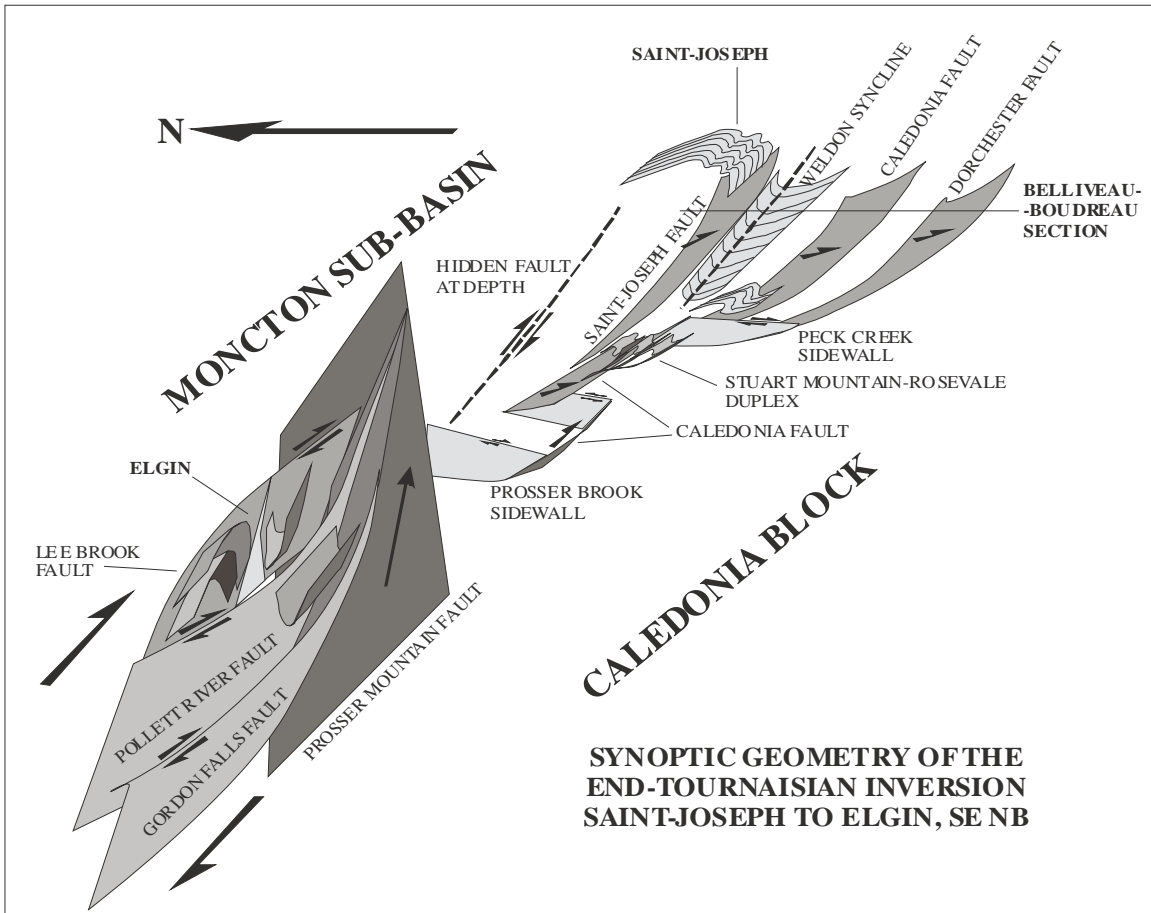 SAINT-JOSEPH
WELDON SYNCLINE
CALEDONIA FAULT
DORCHESTER FAULT
N
MONCTON SUB-BASIN
BELLIVEAU-
-BOUDREAU
SECTION
HIDDEN FAULT
AT DEPTH
SAINT-JOSEPH FAULT
PECK CREEK
SIDEWALL
STUART MOUNTAIN-ROSEVALE
DUPLEX
CALEDONIA FAULT
ELGIN
PROSSER BROOK
SIDEWALL
LEE BROOK
FAULT
CALEDONIA BLOCK
POLLETT RIVER FAULT
GORDON FALLS FAULT
PROSSER MOUNTAIN FAULT
SYNOPTIC GEOMETRY OF THE
END-TOURNAISIAN INVERSION
SAINT-JOSEPH TO ELGIN, SE NB